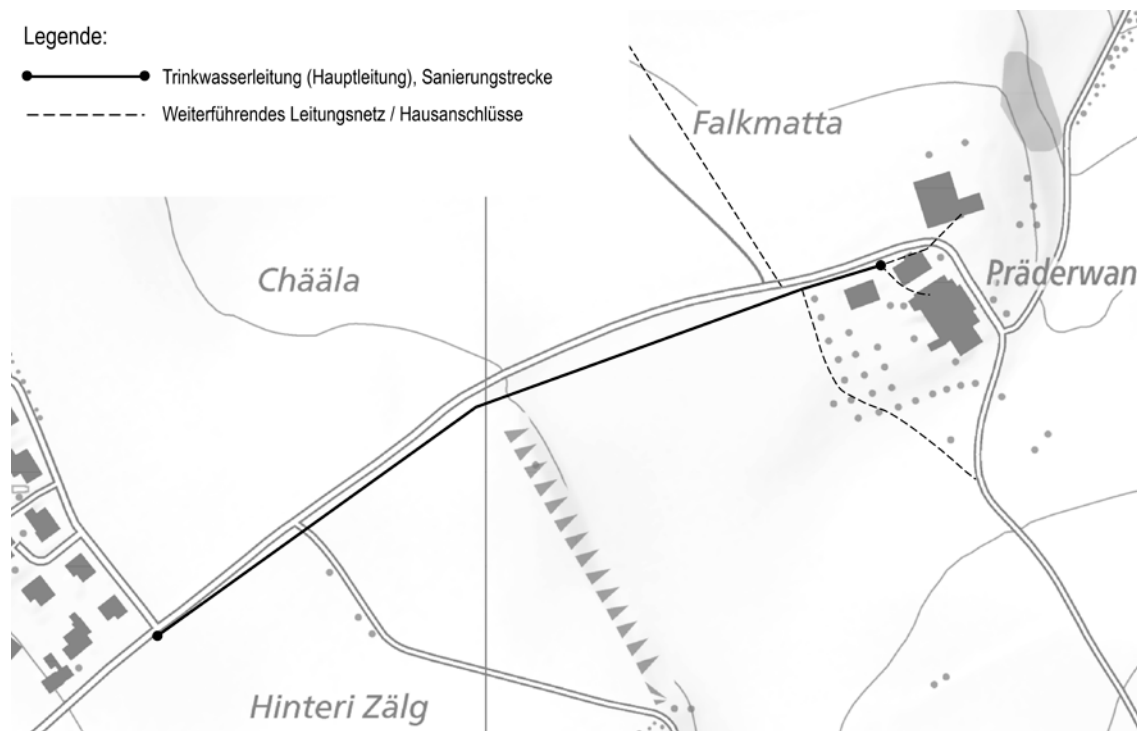 Legende:
Trinkwasserleitung (Hauptleitung), Sanierungstrecke
Weiterführendes Leitungsnetz / Hausanschlüsse
Falkmatta
Chääla
Präderwan
Hinteri Zälg